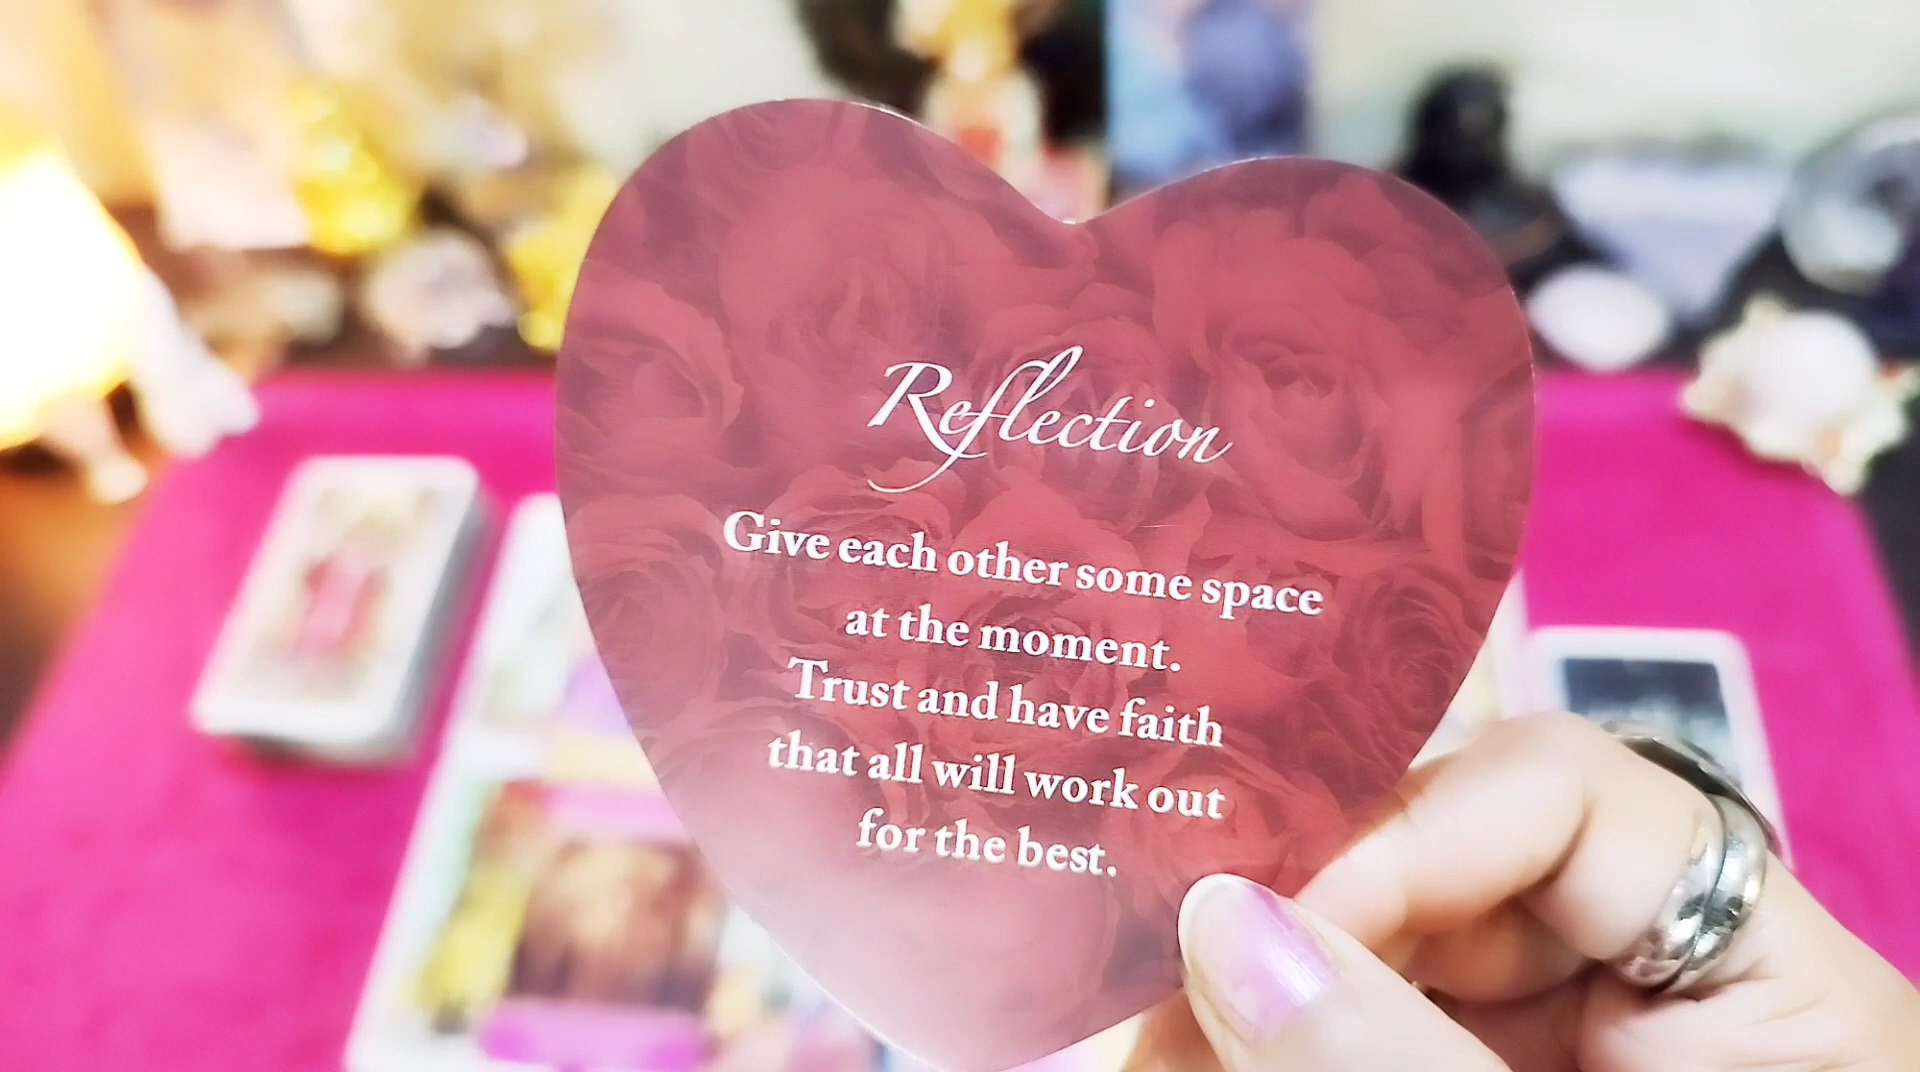 Reflection
Give each other some space
at the moment.
Trust and have faith
that all will work out
for the best.